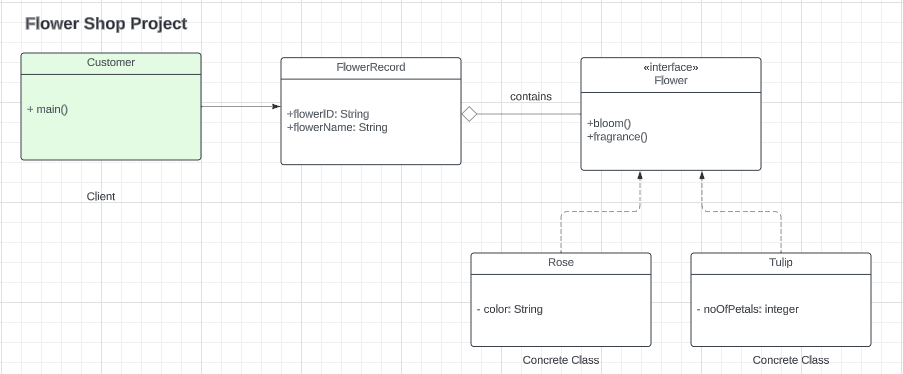 Flower Shop Project
Customer
+ main()
Client
FlowerRecord
+flowerID: String
+flowerName: String
contains
«interface»
Flower
+bloom()
+fragrance()
Rose
- color: String
Concrete Class
Tulip
- noOfPetals: integer
Concrete Class